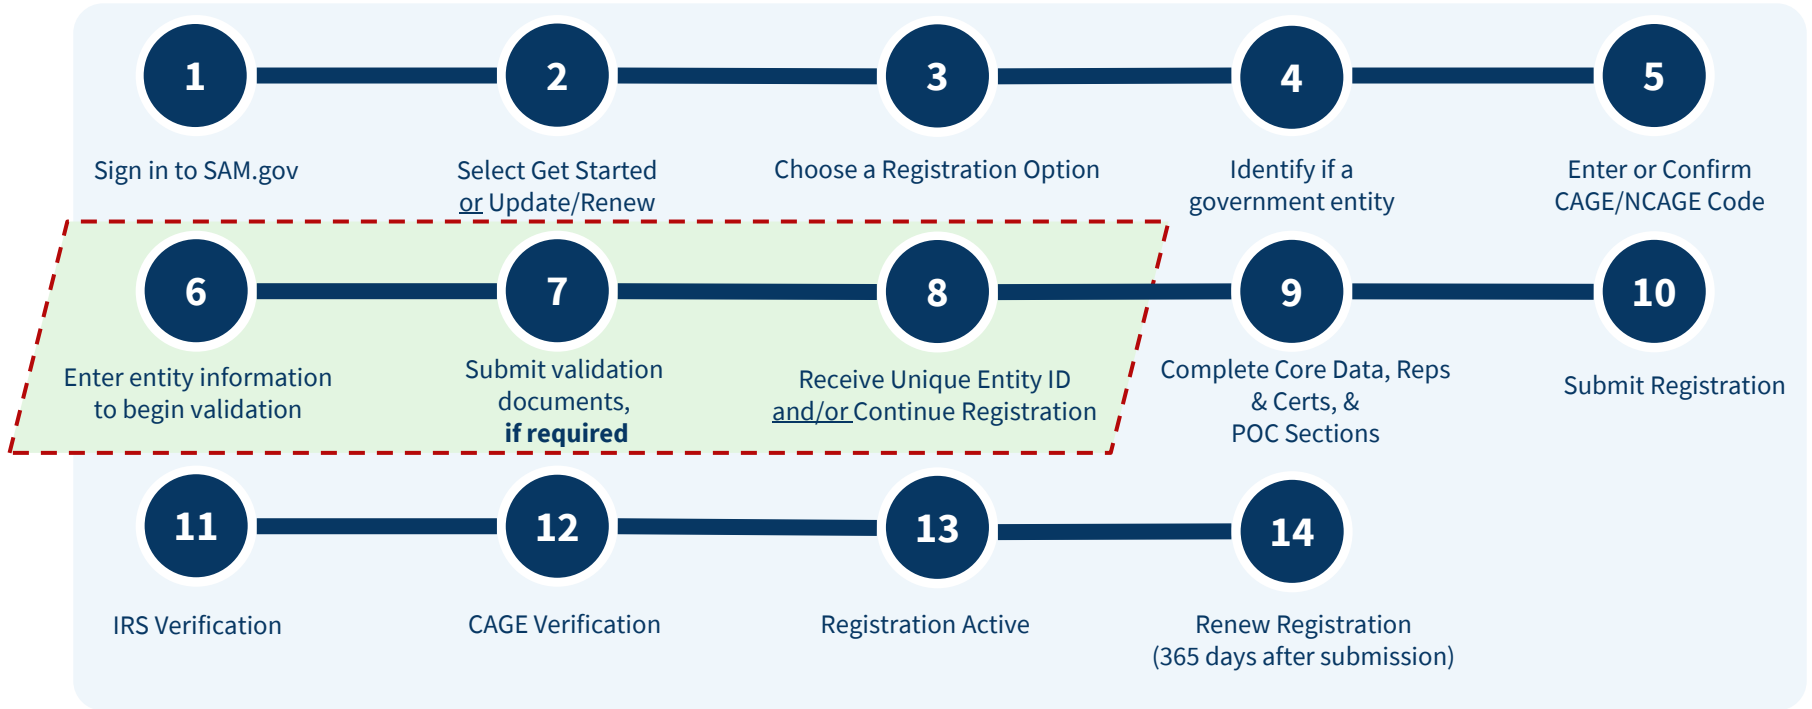 1
2
3
4
5
Sign in to SAM.gov
Select Get Started
or Update/Renew
Choose a Registration Option
Identify if a
government entity
Enter or Confirm
CAGE/NCAGE Code
6
7
8
9
10
Enter entity information
to begin validation
Submit validation
documents,
if required
Receive Unique Entity ID
and/or Continue Registration
Complete Core Data, Reps
& Certs, &
POC Sections
Submit Registration
11
12
13
14
IRS Verification
CAGE Verification
Registration Active
Renew Registration
(365 days after submission)